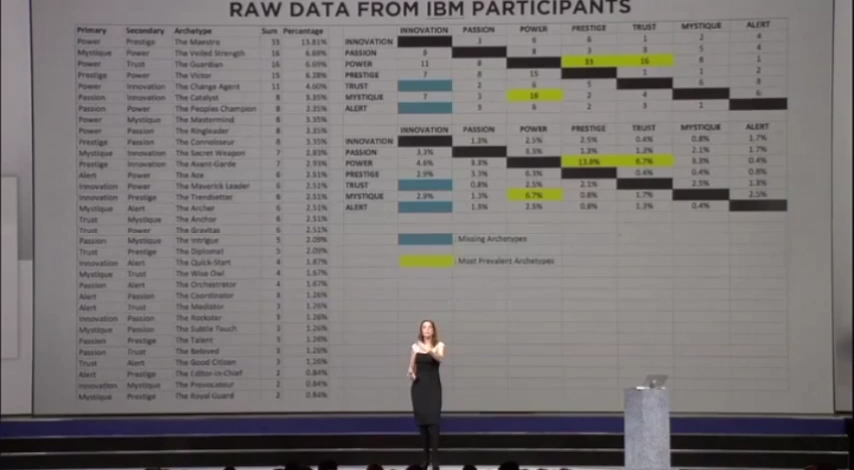 RAW DATA FROM IBM PARTICIPANTS
Primary Secondary Archetype Sum Percentage
Power Prestige The Maestro 33 13.81%
Mystique Power The Veiled Strength 16 6.69%
Power Trust The Guardian 16 6.69%
Prestige Power The Victor 15 6.28%
Power Innovation The Change Agent 11 4.60%
Passion Innovation The Catalyst 8 3.35%
Passion Power The Peoples Champion 8 3.35%
Power Mystique The Mastermind 8 3.35%
Power Passion The Ringleader 8 3.35%
Prestige Passion The Connoisseur 8 3.35%
Mystique Innovation The Secret Weapon 7 2.93%
Prestige Innovation The Avant-Garde 7 2.93%
Alert Power The Ace 6 2.51%
Innovation Power The Maverick Leader 6 2.51%
Innovation Prestige The Trendsetter 6 2.51%
Mystique Alert The Archer 6 2.51%
Trust Mystique The Anchor 6 2.51%
Trust Power The Gravitas 6 2.51%
Passion Mystique The Intrigue 5 2.09%
Trust Prestige The Diplomat 5 2.09%
Innovation Alert The Quick-Start 4 1.67%
Mystique Trust The Wise Owl 4 1.67%
Passion Alert The Orchestrator 4 1.67%
Alert Passion The Coordinator 3 1.26%
Alert Trust The Mediator 3 1.26%
Innovation Passion The Rockstar 3 1.26%
Mystique Passion The Subtle Touch 3 1.26%
Passion Prestige The Talent 3 1.26%
Passion Trust The Beloved 3 1.26%
Trust Alert The Good Citizen 3 1.26%
Alert Prestige The Editor-in-Chief 2 0.84%
Innovation Mystique The Provocateur 2 0.84%
Mystique Prestige The Royal Guard 2 0.84%
INNOVATION PASSION POWER PRESTIGE TRUST MYSTIQUE ALERT
INNOVATION 3 6 6 1 2 4
PASSION 8 8 3 3 5 4
POWER 11 8 33 16 8 1
PRESTIGE 7 8 15 1 1 2
TRUST 2 6 5 6
MYSTIQUE 7 3 16 2 4 6
ALERT 3 6 2 3 1
INNOVATION PASSION POWER PRESTIGE TRUST MYSTIQUE ALERT
INNOVATION 1.3% 2.5% 2.5% 0.4% 0.8% 1.7%
PASSION 3.3% 3.3% 1.3% 1.3% 2.1% 1.7%
POWER 4.6% 3.3% 13.8% 6.7% 3.3% 0.4%
PRESTIGE 2.9% 3.3% 6.3% 0.4% 0.4% 0.8%
TRUST 0.8% 2.5% 2.1% 2.5% 1.3%
MYSTIQUE 2.9% 1.3% 6.7% 0.8% 1.7% 2.5%
ALERT 1.3% 2.5% 0.8% 1.3% 0.4%
: Missing Archetypes
: Most Prevalent Archetypes